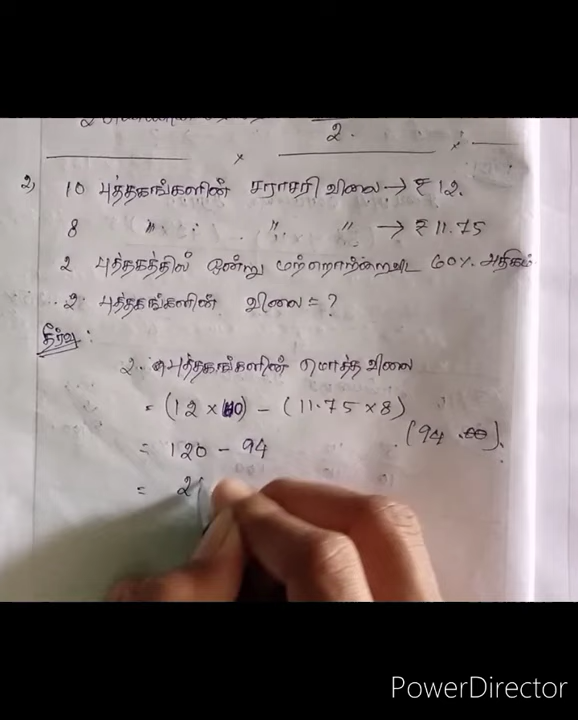 2.
x
2, 10 புத்தகங்களின் சராசரி விலை → ₹ 12.
8 " " " → ₹ 11.75
2 புத்தகத்தில் ஒன்று மற்றொன்றைவிட 60% அதிகம்
2 புத்தகங்களின் விலை = ?
தீர்வு :
2 புத்தகங்களின் மொத்த விலை
= (12 x 10) - (11.75 x 8)
(94 .00).
= 120 - 94
= 2
PowerDirector